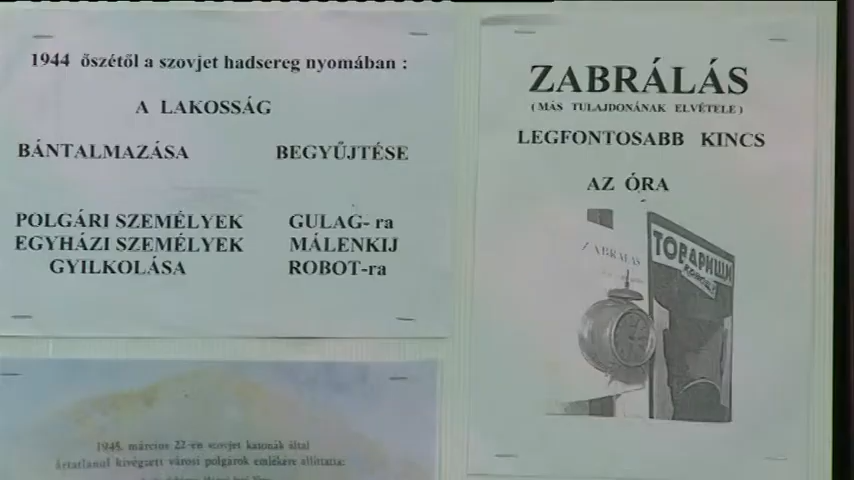 1944 őszétől a szovjet hadsereg nyomában :
A LAKOSSÁG
BÁNTALMAZÁSA BEGYŰJTÉSE
POLGÁRI SZEMÉLYEK GULAG- ra
EGYHÁZI SZEMÉLYEK MÁLENKIJ
GYILKOLÁSA ROBOT-ra
1945. március 22-én szovjet katonák által
ártatlanul kivégzett városi polgárok emlékére állíttatta:
ZABRÁLÁS
( MÁS TULAJDONÁNAK ELVÉTELE )
LEGFONTOSABB KINCS
AZ ÓRA
ZABRÁLÁS
ТОВАРИЩИ